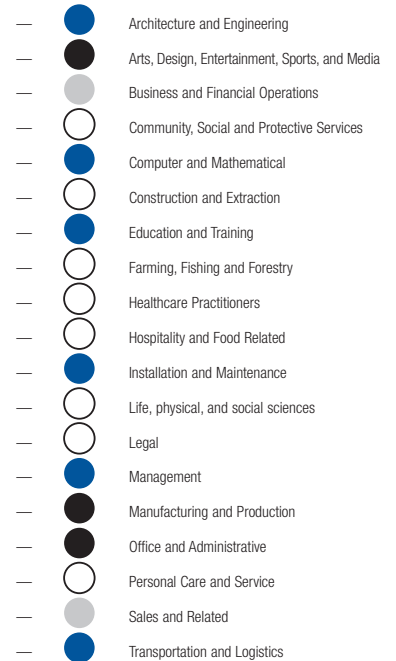 — Architecture and Engineering
— Arts, Design, Entertainment, Sports, and Media
— Business and Financial Operations
— Community, Social and Protective Services
— Computer and Mathematical
— Construction and Extraction
— Education and Training
— Farming, Fishing and Forestry
— Healthcare Practitioners
— Hospitality and Food Related
— Installation and Maintenance
— Life, physical, and social sciences
— Legal
— Management
— Manufacturing and Production
— Office and Administrative
— Personal Care and Service
— Sales and Related
— Transportation and Logistics